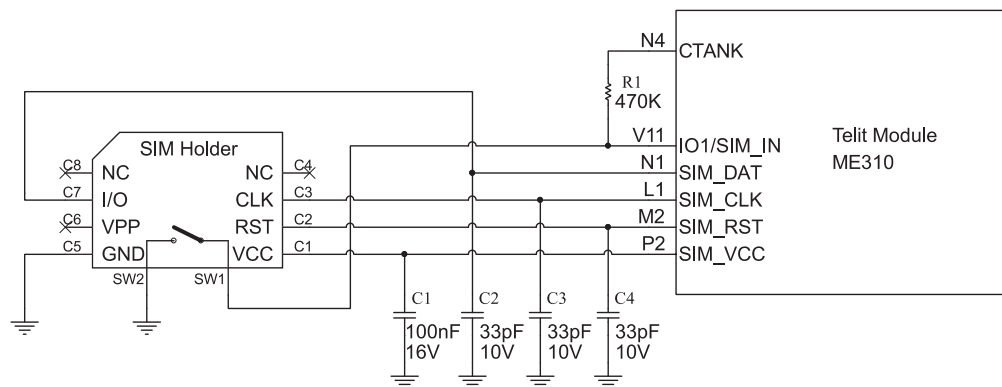 N4
CTANK
R1
470K
V11
IO1/SIM_IN
Telit Module
ME310
N1
SIM_DAT
L1
SIM_CLK
M2
SIM_RST
P2
SIM_VCC
SIM Holder
C8
NC
NC
C4
C7
I/O
CLK
C3
C6
VPP
RST
C2
C5
GND
VCC
C1
SW2
SW1
C1
100nF
16V
C2
33pF
10V
C3
33pF
10V
C4
33pF
10V